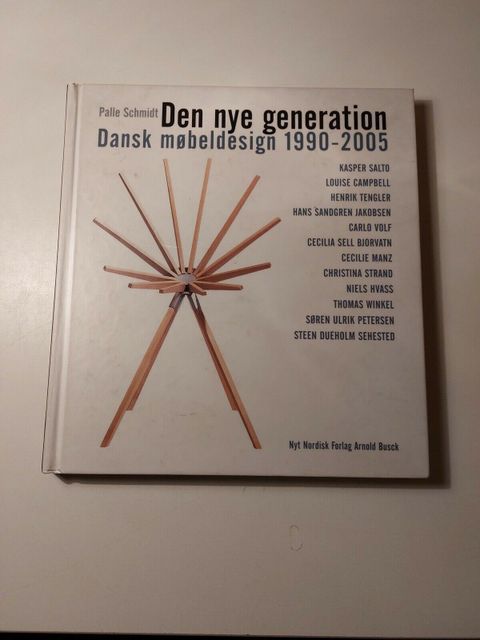 Palle Schmidt Den nye generation
Dansk møbeldesign 1990-2005
KASPER SALTO
LOUISE CAMPBELL
HENRIK TENGLER
HANS SANDGREN JAKOBSEN
CARLO VOLF
CECILIA SELL BJORVATN
CECILIE MANZ
CHRISTINA STRAND
NIELS HVASS
THOMAS WINKEL
SØREN ULRIK PETERSEN
STEEN DUEHOLM SEHESTED
Nyt Nordisk Forlag Arnold Busck